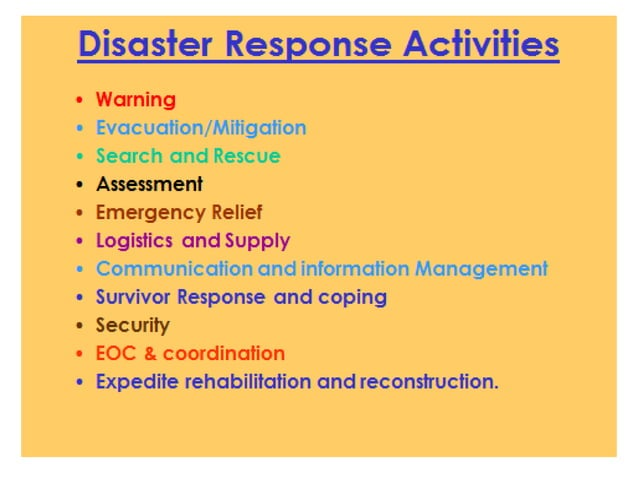 Disaster Response Activities
• Warning
• Evacuation/Mitigation
• Search and Rescue
• Assessment
• Emergency Relief
• Logistics and Supply
• Communication and information Management
• Survivor Response and coping
• Security
• EOC & coordination
• Expedite rehabilitation and reconstruction.